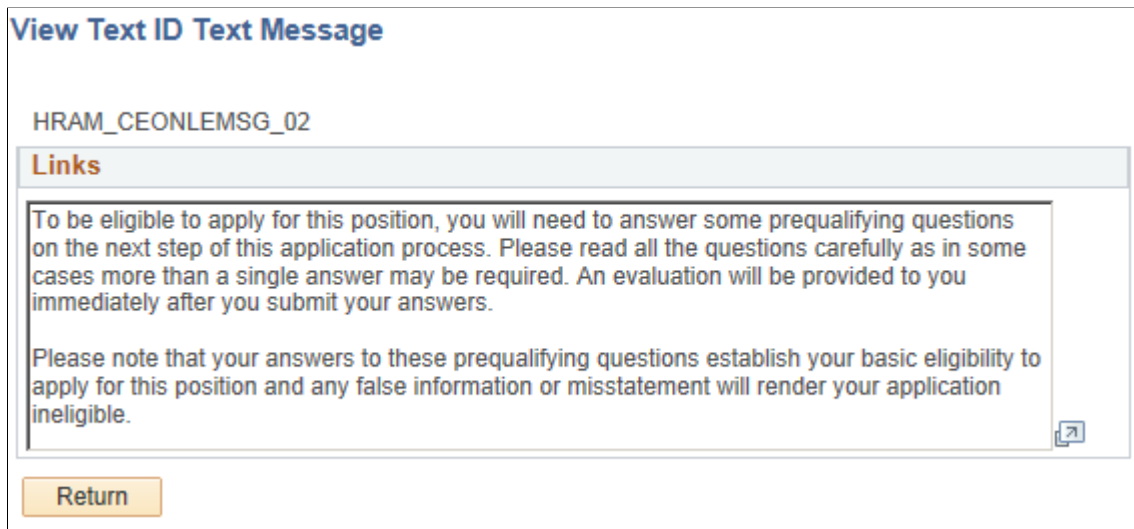 View Text ID Text Message
HRAM_CEONLEMSG_02
Links
To be eligible to apply for this position, you will need to answer some prequalifying questions
on the next step of this application process. Please read all the questions carefully as in some
cases more than a single answer may be required. An evaluation will be provided to you
immediately after you submit your answers.
Please note that your answers to these prequalifying questions establish your basic eligibility to
apply for this position and any false information or misstatement will render your application
ineligible.
Return